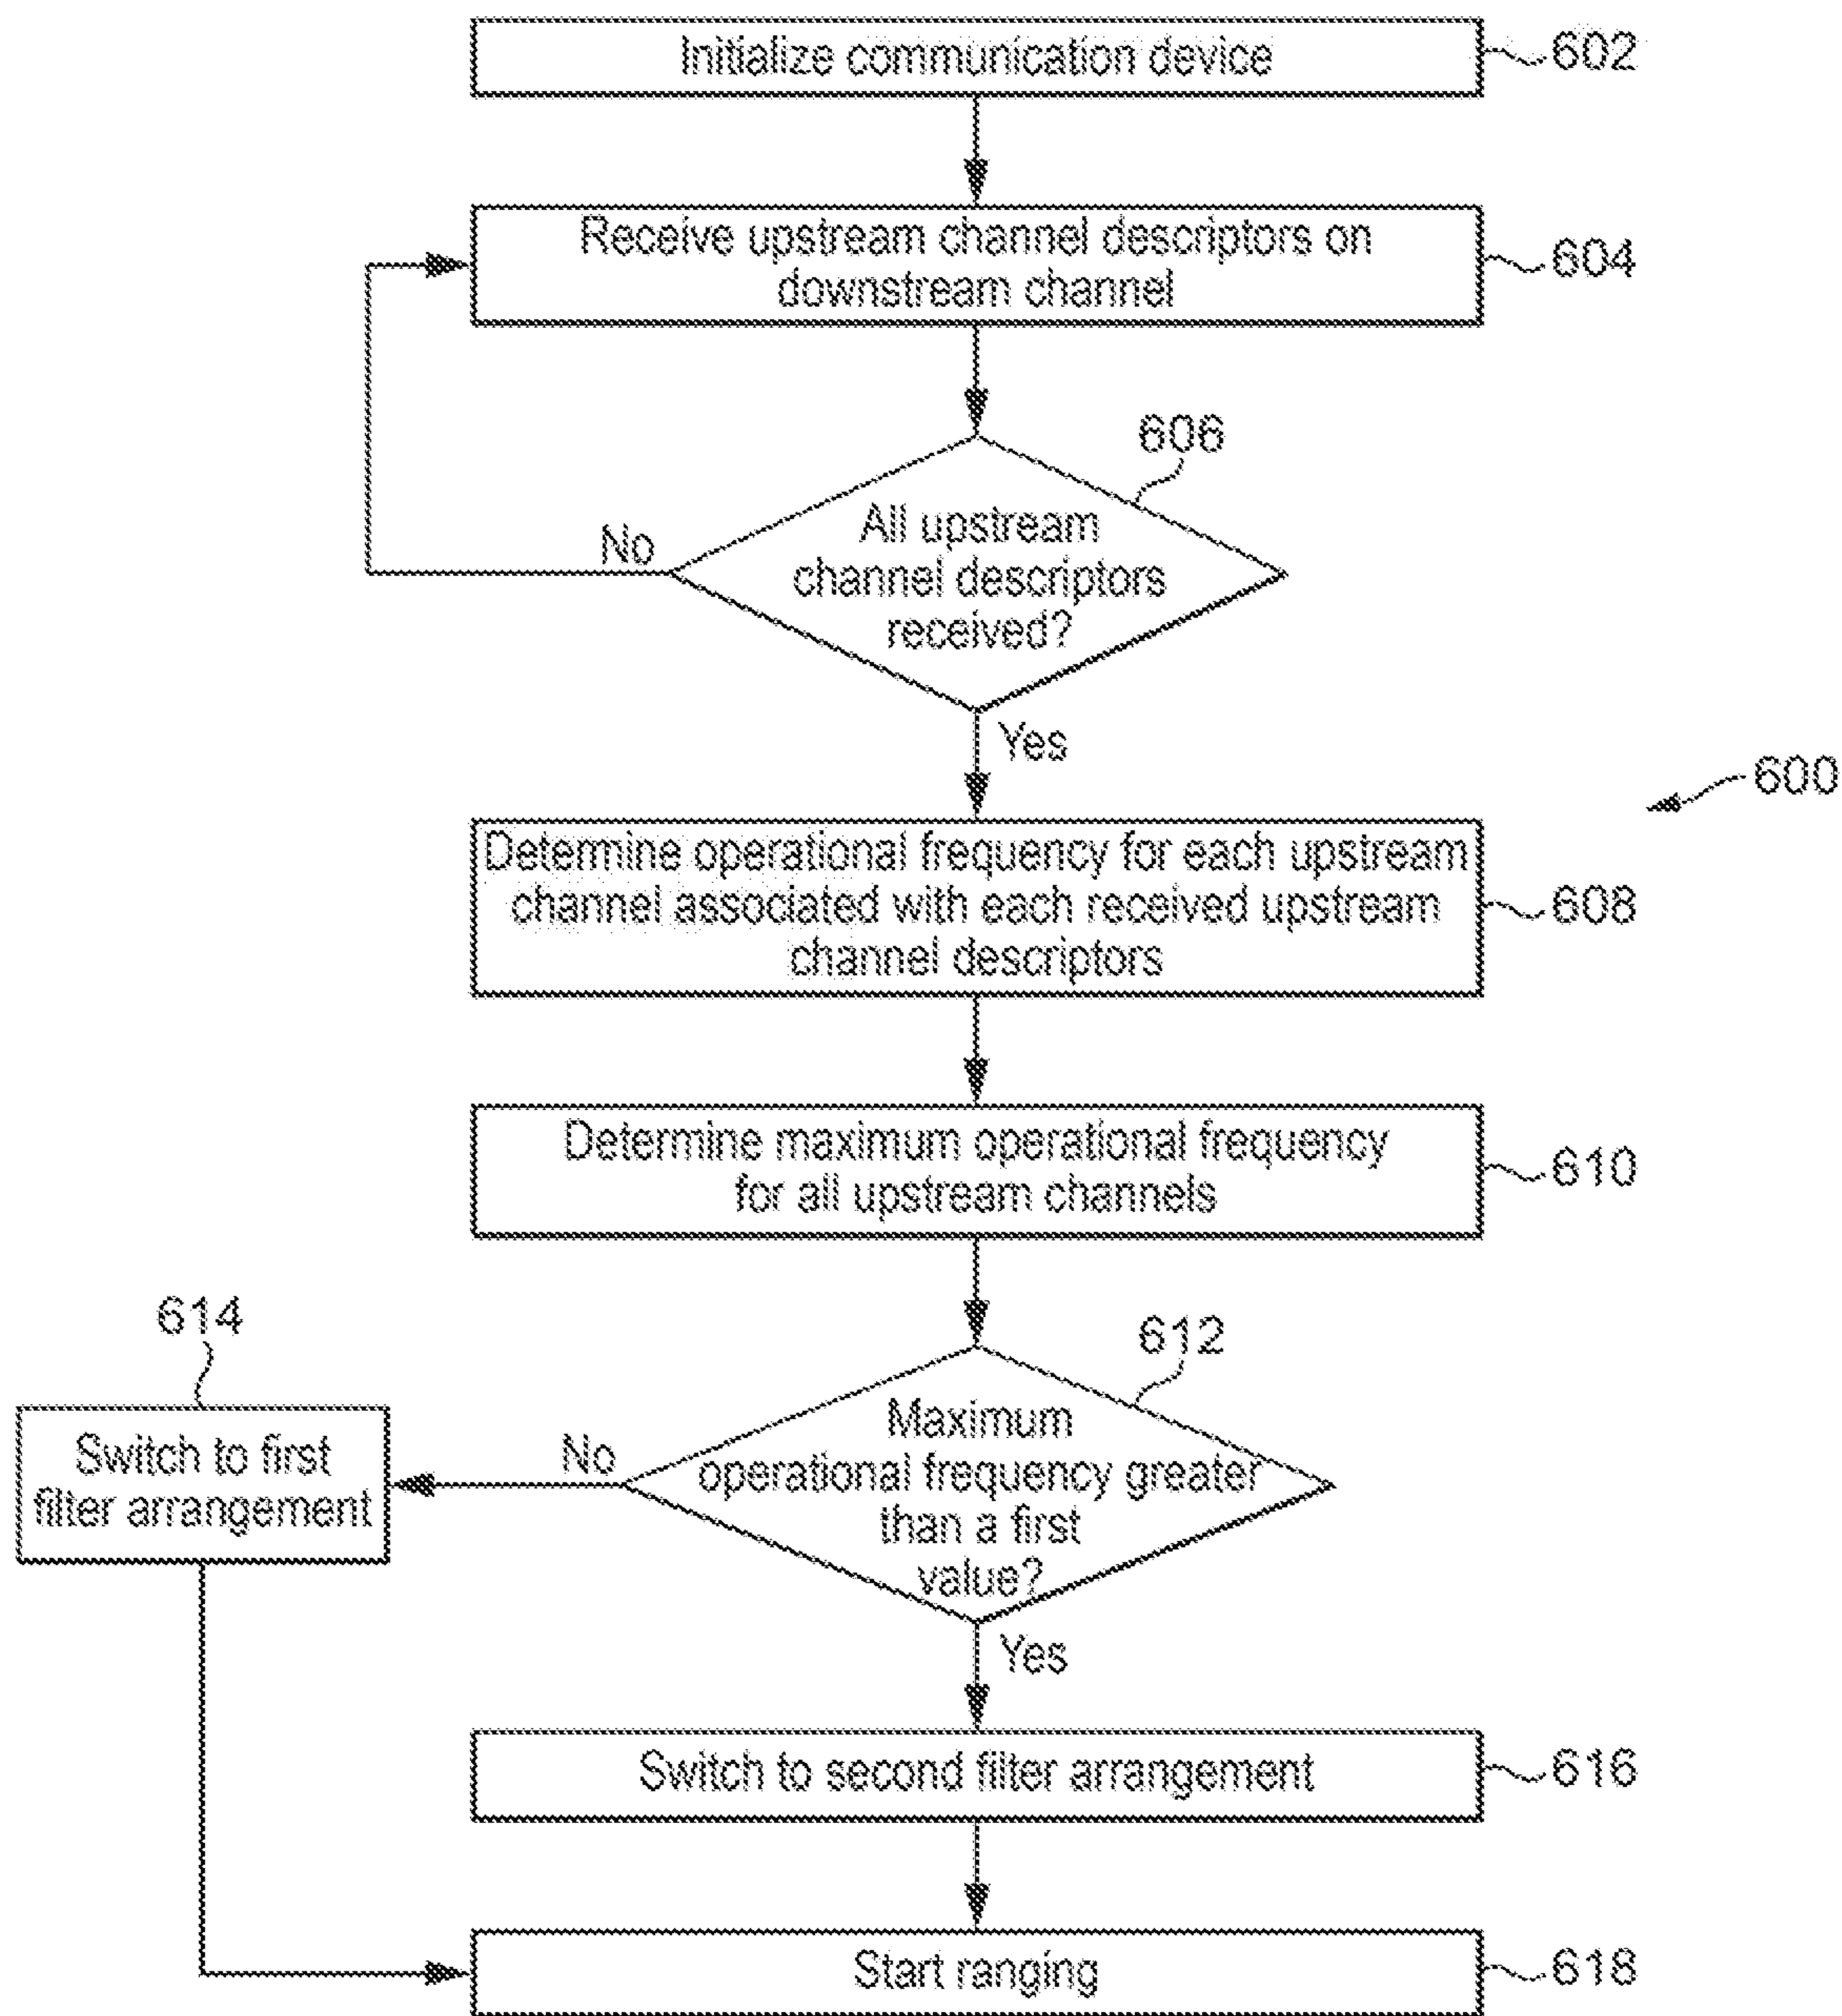 Initialize communication device
602
Receive upstream channel descriptors on
downstream channel
604
606
All upstream
channel descriptors
received?
No
Yes
600
Determine operational frequency for each upstream
channel associated with each received upstream
channel descriptors
608
Determine maximum operational frequency
for all upstream channels
610
614
612
Switch to first
filter arrangement
No
Maximum
operational frequency greater
than a first
value?
Yes
Switch to second filter arrangement
616
Start ranging
618